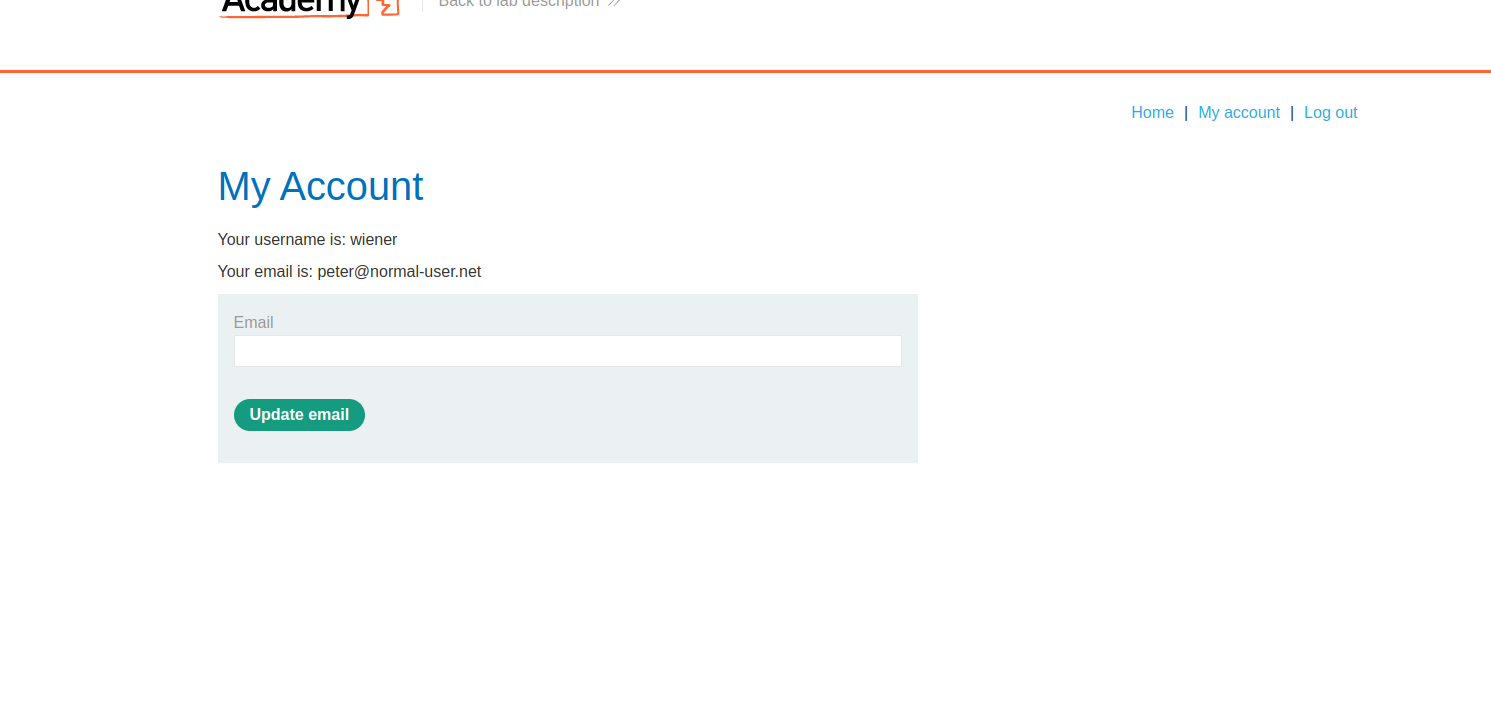 Academy
Back to lab description
Home | My account | Log out
My Account
Your username is: wiener
Your email is: peter@normal-user.net
Email
Update email